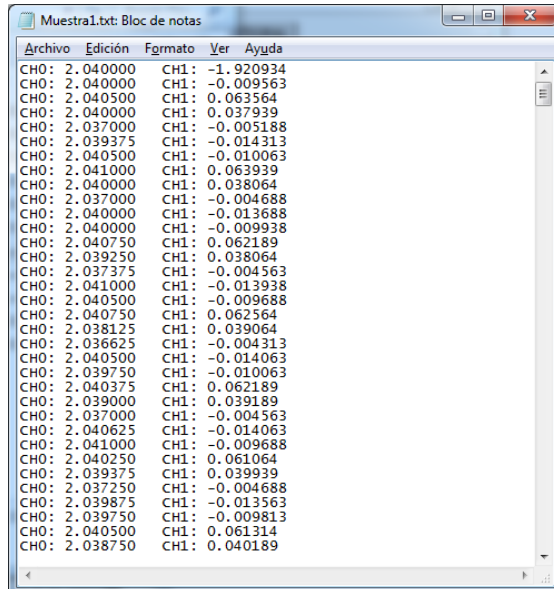 Muestra1.txt: Bloc de notas
Archivo Edición Formato Ver Ayuda
CH0: 2.040000 CH1: -1.920934
CH0: 2.040000 CH1: -0.009563
CH0: 2.040500 CH1: 0.063564
CH0: 2.040000 CH1: 0.037939
CH0: 2.037000 CH1: -0.005188
CH0: 2.039375 CH1: -0.014313
CH0: 2.040500 CH1: -0.010063
CH0: 2.041000 CH1: 0.063939
CH0: 2.040000 CH1: 0.038064
CH0: 2.037000 CH1: -0.004688
CH0: 2.040000 CH1: -0.013688
CH0: 2.040000 CH1: -0.009938
CH0: 2.040750 CH1: 0.062189
CH0: 2.039250 CH1: 0.038064
CH0: 2.037375 CH1: -0.004563
CH0: 2.041000 CH1: -0.013938
CH0: 2.040500 CH1: -0.009688
CH0: 2.040750 CH1: 0.062564
CH0: 2.038125 CH1: 0.039064
CH0: 2.036625 CH1: -0.004313
CH0: 2.040500 CH1: -0.014063
CH0: 2.039750 CH1: -0.010063
CH0: 2.040375 CH1: 0.062189
CH0: 2.039000 CH1: 0.039189
CH0: 2.037000 CH1: -0.004563
CH0: 2.040625 CH1: -0.014063
CH0: 2.041000 CH1: -0.009688
CH0: 2.040250 CH1: 0.061064
CH0: 2.039375 CH1: 0.039939
CH0: 2.037250 CH1: -0.004688
CH0: 2.039875 CH1: -0.013563
CH0: 2.039750 CH1: -0.009813
CH0: 2.040500 CH1: 0.061314
CH0: 2.038750 CH1: 0.040189